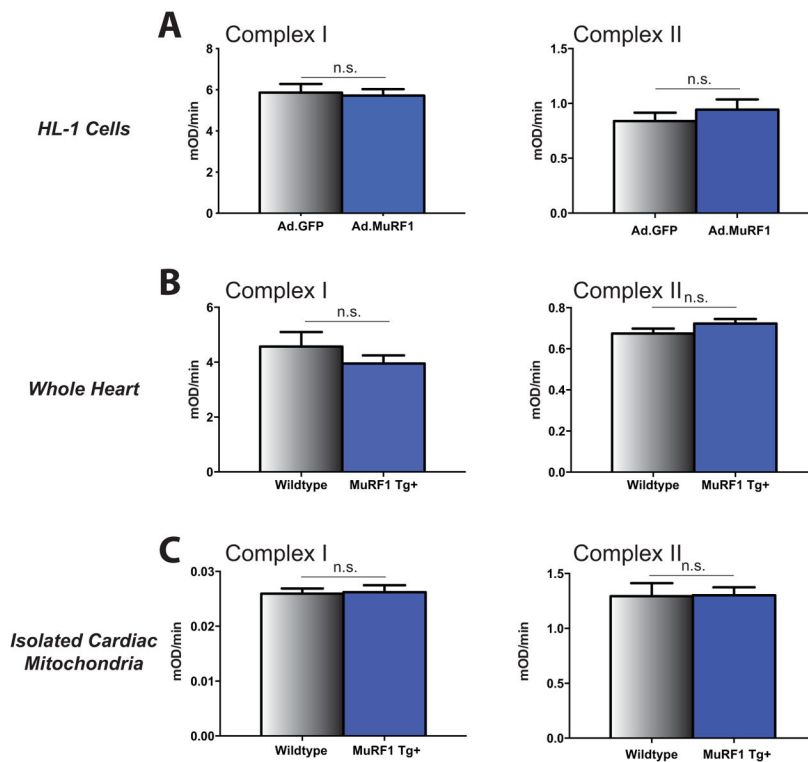 A
Complex I
Complex II
HL-1 Cells
mOD/min
8
6
4
2
0
n.s.
Ad.GFP Ad.MuRF1
mOD/min
1.5
1.0
0.5
0.0
n.s.
Ad.GFP Ad.MuRF1
B
Complex I
Complex II
Whole Heart
mOD/min
6
4
2
0
n.s.
Wildtype MuRF1 Tg+
mOD/min
0.8
0.6
0.4
0.2
0.0
n.s.
Wildtype MuRF1 Tg+
C
Complex I
Complex II
Isolated Cardiac
Mitochondria
mOD/min
0.03
0.02
0.01
0.00
n.s.
Wildtype MuRF1 Tg+
mOD/min
1.5
1.0
0.5
0.0
n.s.
Wildtype MuRF1 Tg+